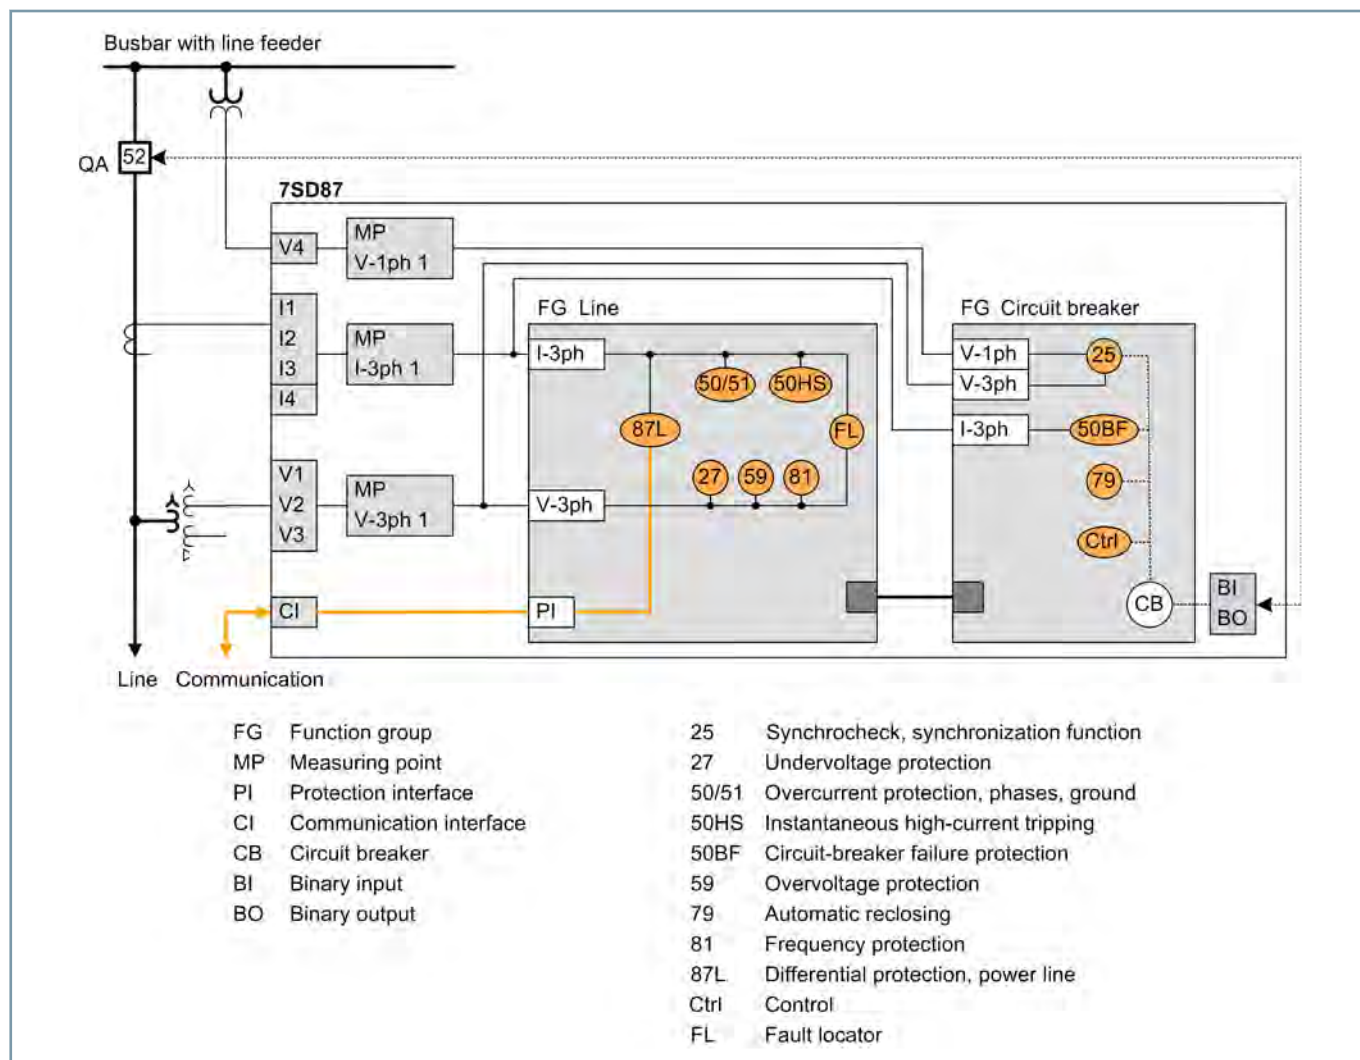 Busbar with line feeder
QA
52
7SD87
V4
MP
V-1ph 1
I1
I2
I3
I4
MP
I-3ph 1
V1
V2
V3
MP
V-3ph 1
CI
FG Line
I-3ph
50/51
50HS
87L
FL
27
59
81
V-3ph
PI
FG Circuit breaker
V-1ph
25
V-3ph
I-3ph
50BF
79
Ctrl
CB
BI
BO
Line
Communication
FG Function group
MP Measuring point
PI Protection interface
CI Communication interface
CB Circuit breaker
BI Binary input
BO Binary output
25 Synchrocheck, synchronization function
27 Undervoltage protection
50/51 Overcurrent protection, phases, ground
50HS Instantaneous high-current tripping
50BF Circuit-breaker failure protection
59 Overvoltage protection
79 Automatic reclosing
81 Frequency protection
87L Differential protection, power line
Ctrl Control
FL Fault locator